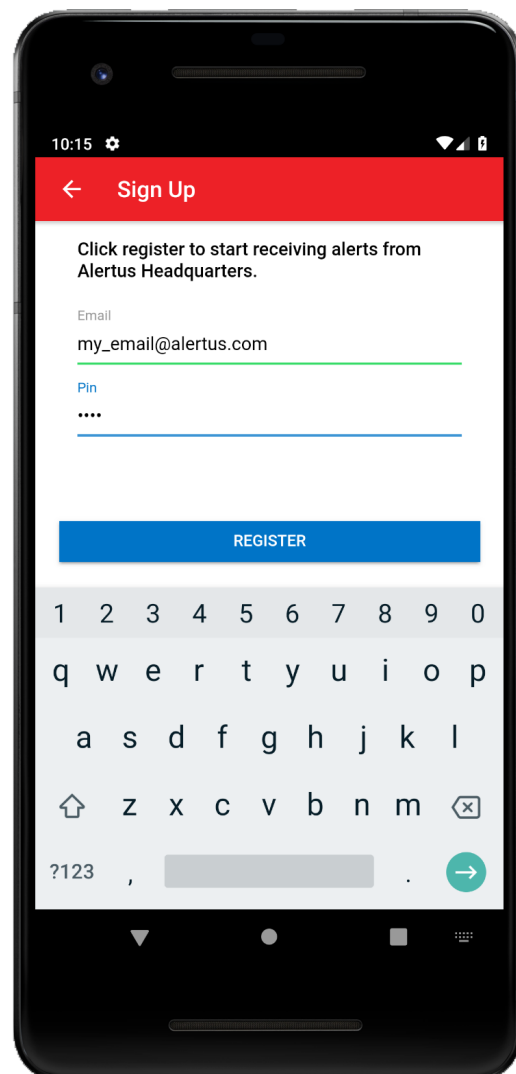 10:15
Sign Up
Click register to start receiving alerts from
Alertus Headquarters.
Email
my_email@alertus.com
Pin
••••
REGISTER
1 2 3 4 5 6 7 8 9 0
q w e r t y u i o p
a s d f g h j k l
z x c v b n m
?123 , .